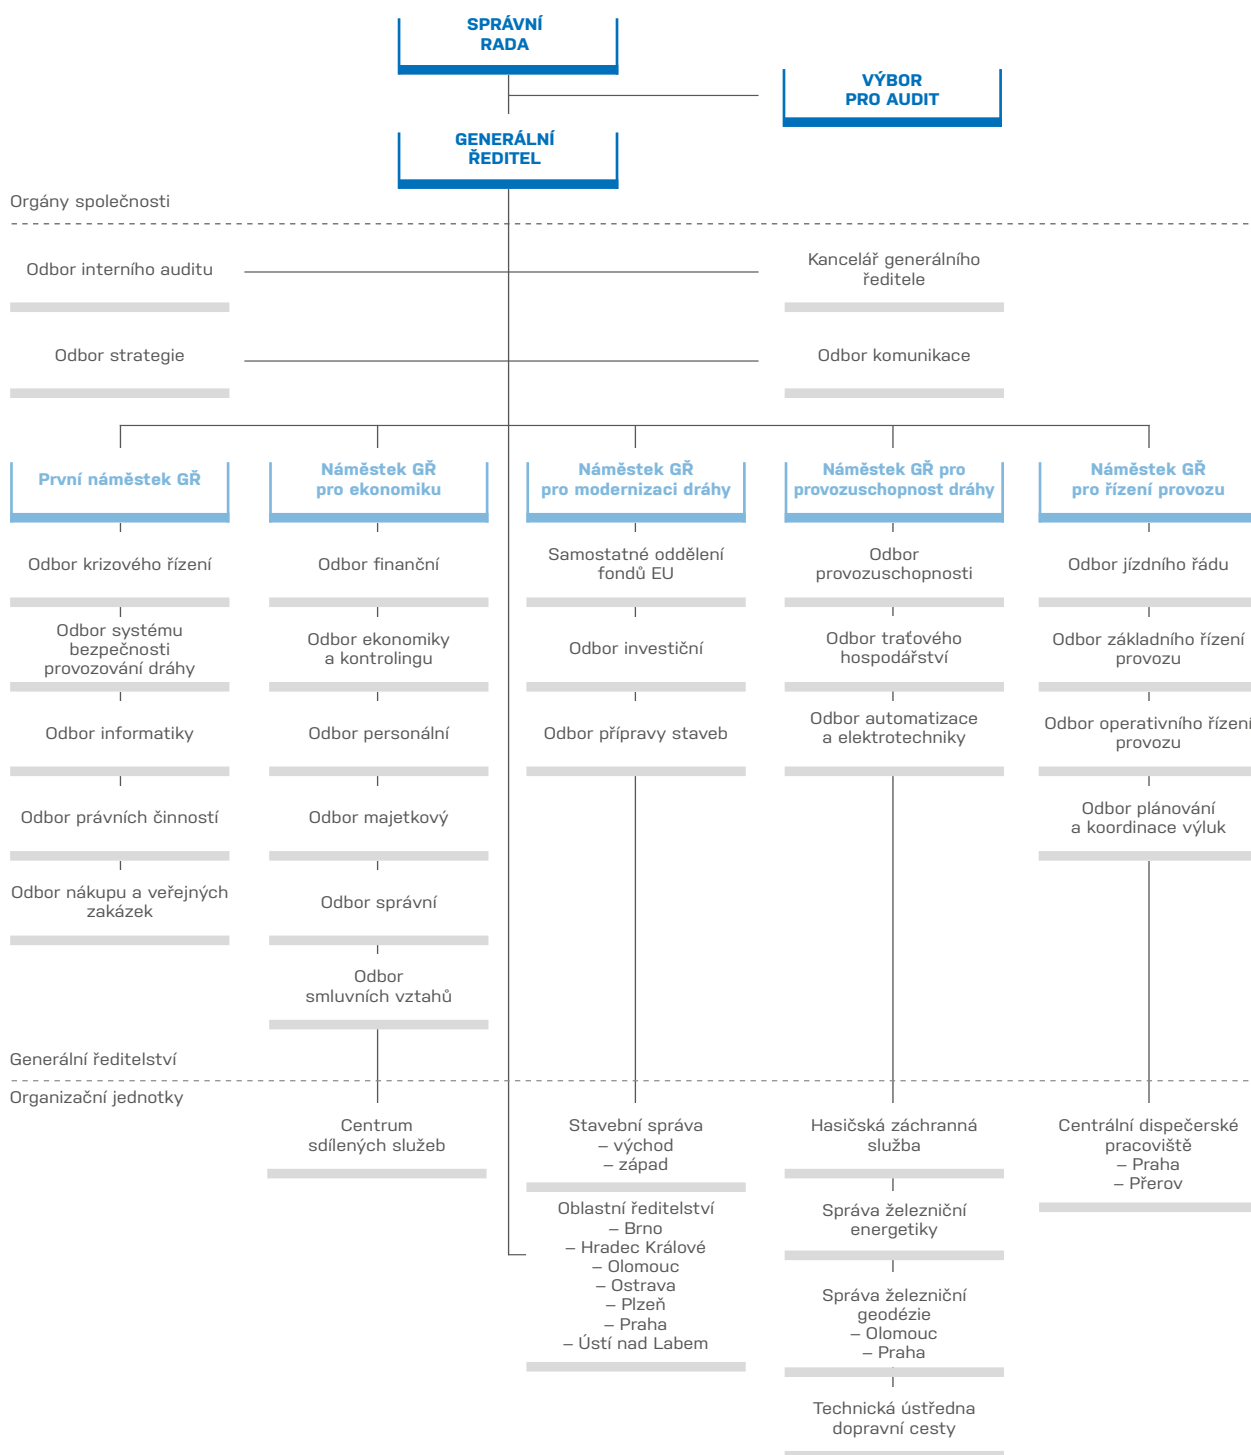 SPRÁVNÍ
RADA
VÝBOR
PRO AUDIT
GENERÁLNÍ
ŘEDITEL
Orgány společnosti
Odbor interního auditu
Kancelář generálního
ředitele
Odbor strategie
Odbor komunikace
První náměstek GŘ
Odbor krizového řízení
Odbor systému
bezpečnosti
provozování dráhy
Odbor informatiky
Odbor právních činností
Odbor nákupu a veřejných
zakázek
Náměstek GŘ
pro ekonomiku
Odbor finanční
Odbor ekonomiky
a kontrolingu
Odbor personální
Odbor majetkový
Odbor správní
Odbor
smluvních vztahů
Náměstek GŘ
pro modernizaci dráhy
Samostatné oddělení
fondů EU
Odbor investiční
Odbor přípravy staveb
Náměstek GŘ pro
provozuschopnost dráhy
Odbor
provozuschopnosti
Odbor traťového
hospodářství
Odbor automatizace
a elektrotechniky
Náměstek GŘ
pro řízení provozu
Odbor jízdního řádu
Odbor základního řízení
provozu
Odbor operativního řízení
provozu
Odbor plánování
a koordinace výluk
Generální ředitelství
Organizační jednotky
Centrum
sdílených služeb
Stavební správa
– východ
– západ
Oblastní ředitelství
– Brno
– Hradec Králové
– Olomouc
– Ostrava
– Plzeň
– Praha
– Ústí nad Labem
Hasičská záchranná
služba
Správa železniční
energetiky
Správa železniční
geodézie
– Olomouc
– Praha
Technická ústředna
dopravní cesty
Centrální dispečerské
pracoviště
– Praha
– Přerov